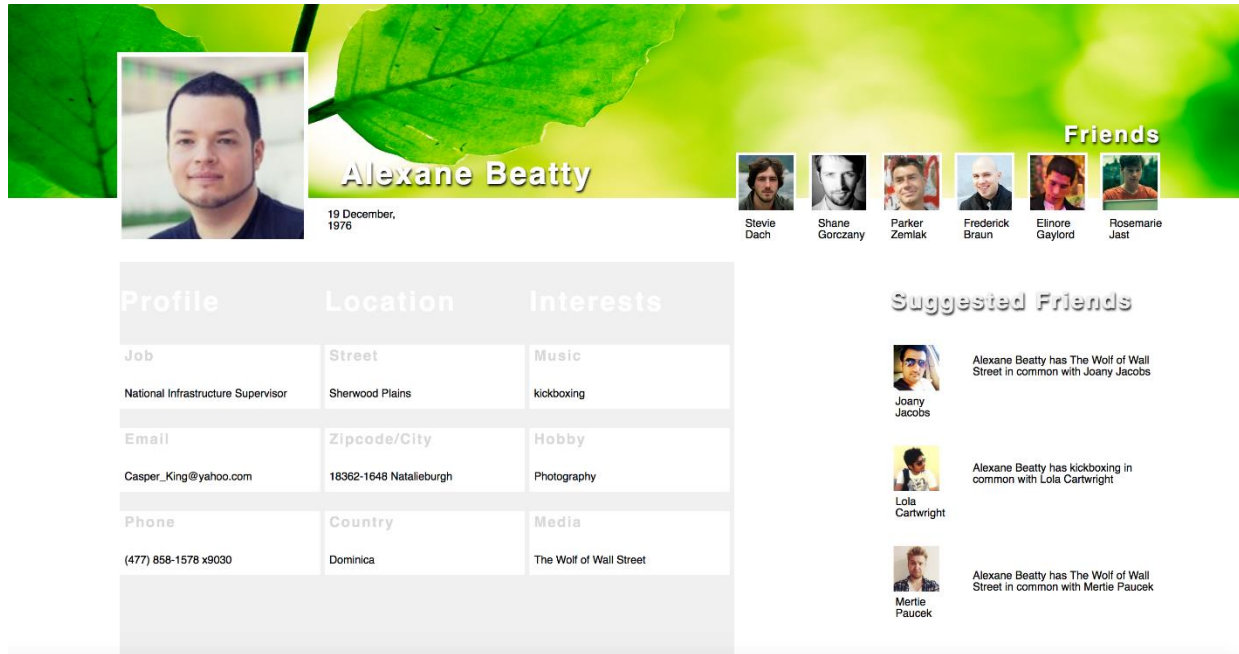 Friends
Alexane Beatty
19 December,
1976
Stevie
Dach
Shane
Gorczany
Parker
Zemlak
Frederick
Braun
Elinore
Gaylord
Rosemarie
Jast
Profile
Location
Interests
Job
Street
Music
National Infrastructure Supervisor
Sherwood Plains
kickboxing
Email
Zipcode/City
Hobby
Casper_King@yahoo.com
18362-1648 Natalieburgh
Photography
Phone
Country
Media
(477) 858-1578 x9030
Dominica
The Wolf of Wall Street
Suggested Friends
Joany
Jacobs
Alexane Beatty has The Wolf of Wall
Street in common with Joany Jacobs
Lola
Cartwright
Alexane Beatty has kickboxing in
common with Lola Cartwright
Mertie
Paucek
Alexane Beatty has The Wolf of Wall
Street in common with Mertie Paucek